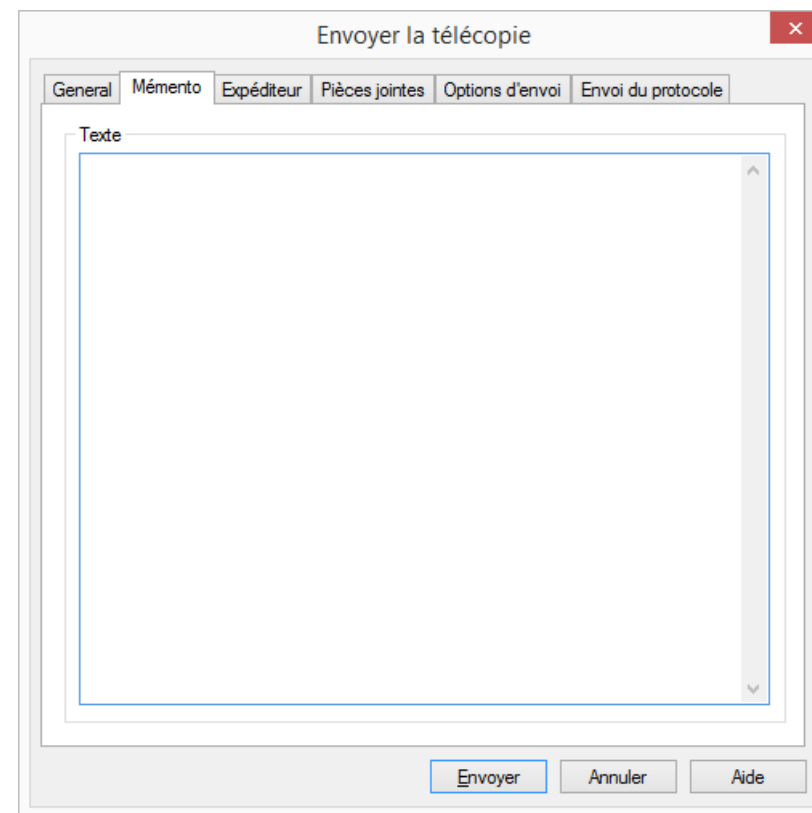 Envoyer la télécopie
General Mémento Expéditeur Pièces jointes Options d'envoi Envoi du protocole
Texte
Envoyer Annuler Aide